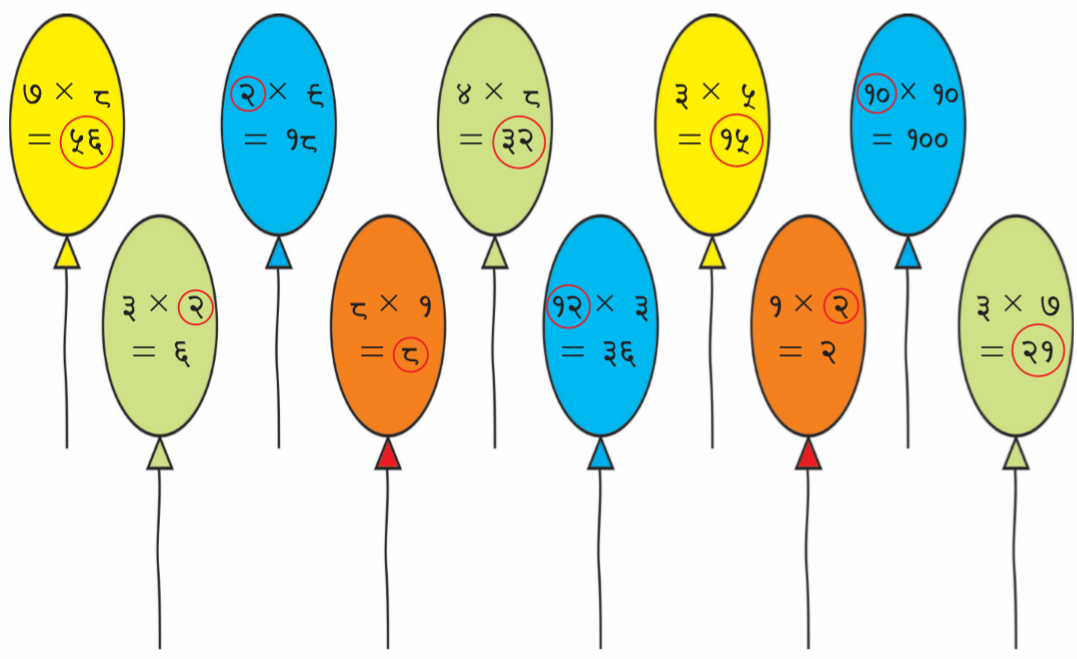 ७ × ८
= ५६
२ × ९
= १८
४ × ८
= ३२
३ × ५
= १५
१० × १०
= १००
३ × २
= ६
८ × १
= ८
१२ × ३
= ३६
१ × २
= २
३ × ७
= २१